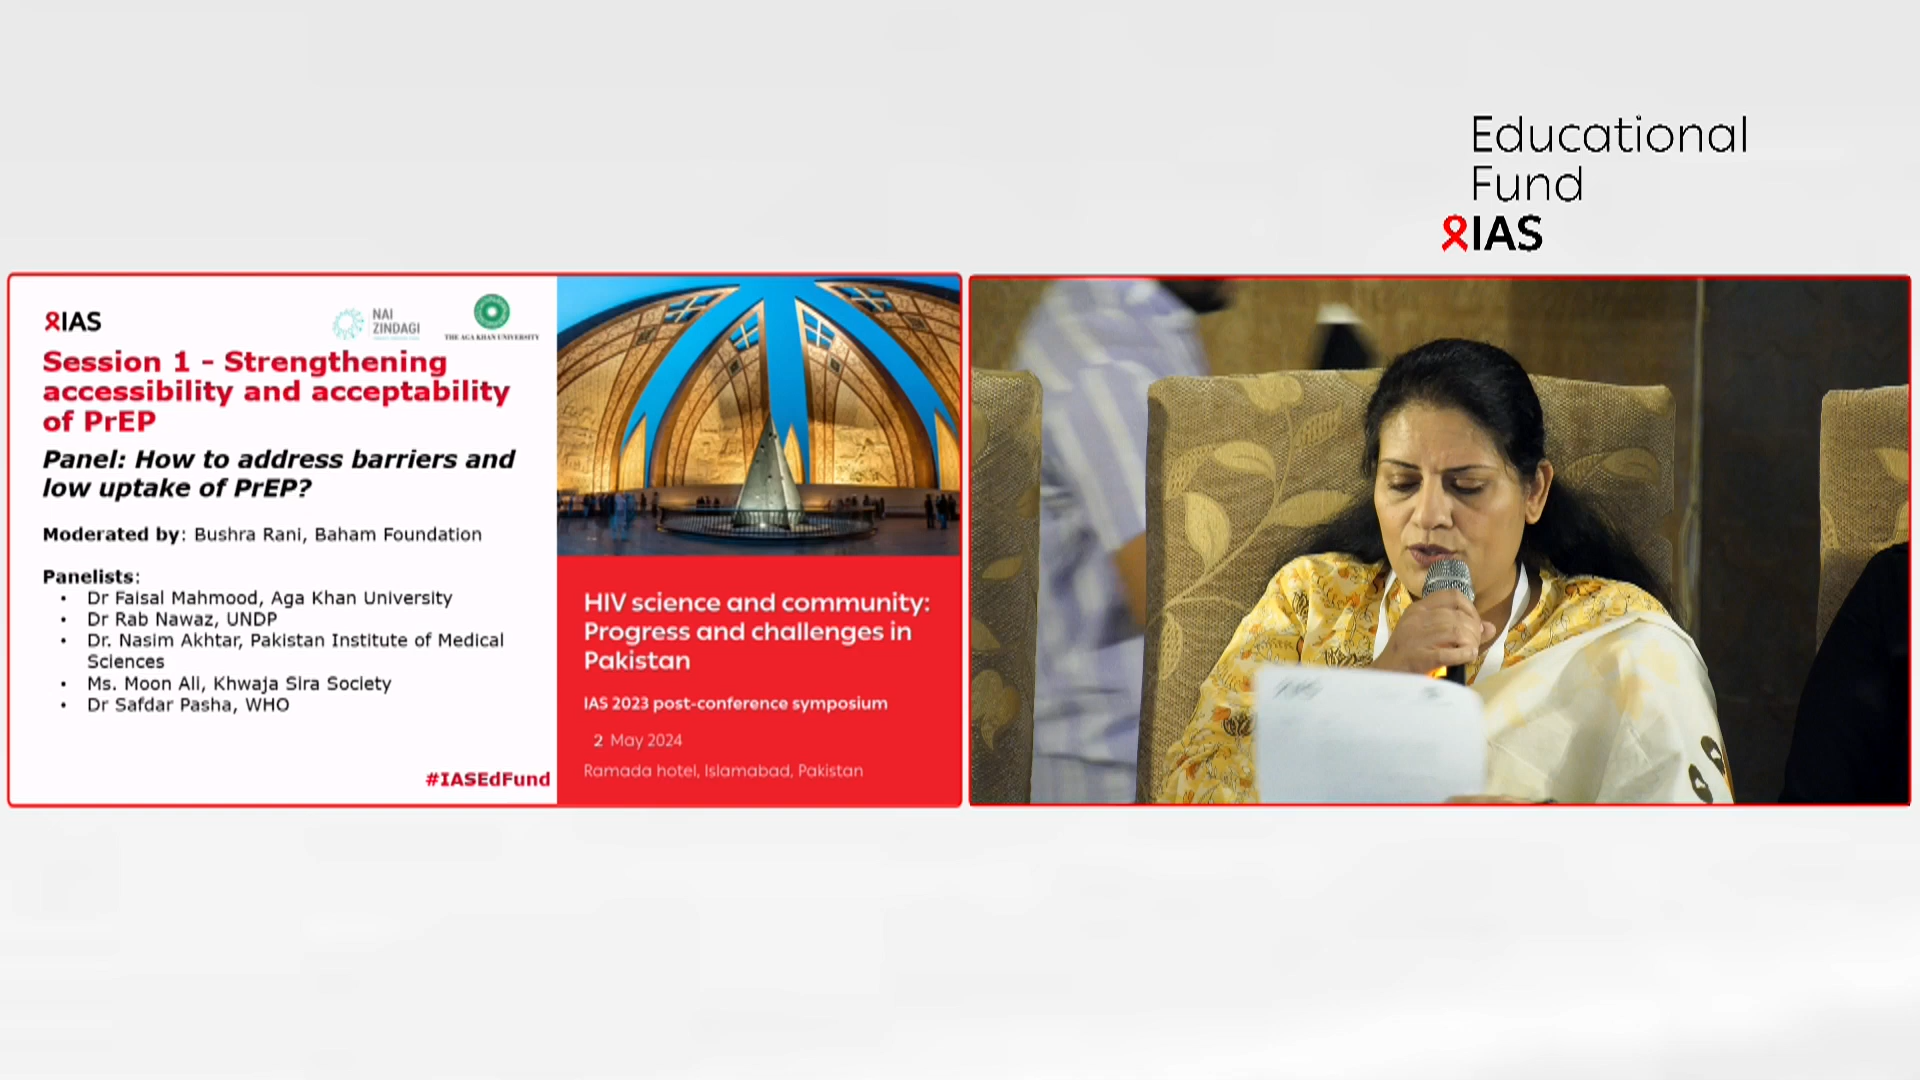 Educational
Fund
IAS
IAS
NAI
ZINDAGI
THE AGA KHAN UNIVERSITY
Session 1 - Strengthening
accessibility and acceptability
of PrEP
Panel: How to address barriers and
low uptake of PrEP?
Moderated by: Bushra Rani, Baham Foundation
Panelists:
• Dr Faisal Mahmood, Aga Khan University
• Dr Rab Nawaz, UNDP
• Dr. Nasim Akhtar, Pakistan Institute of Medical
Sciences
• Ms. Moon Ali, Khwaja Sira Society
• Dr Safdar Pasha, WHO
#IASEdFund
HIV science and community:
Progress and challenges in
Pakistan
IAS 2023 post-conference symposium
2 May 2024
Ramada hotel, Islamabad, Pakistan